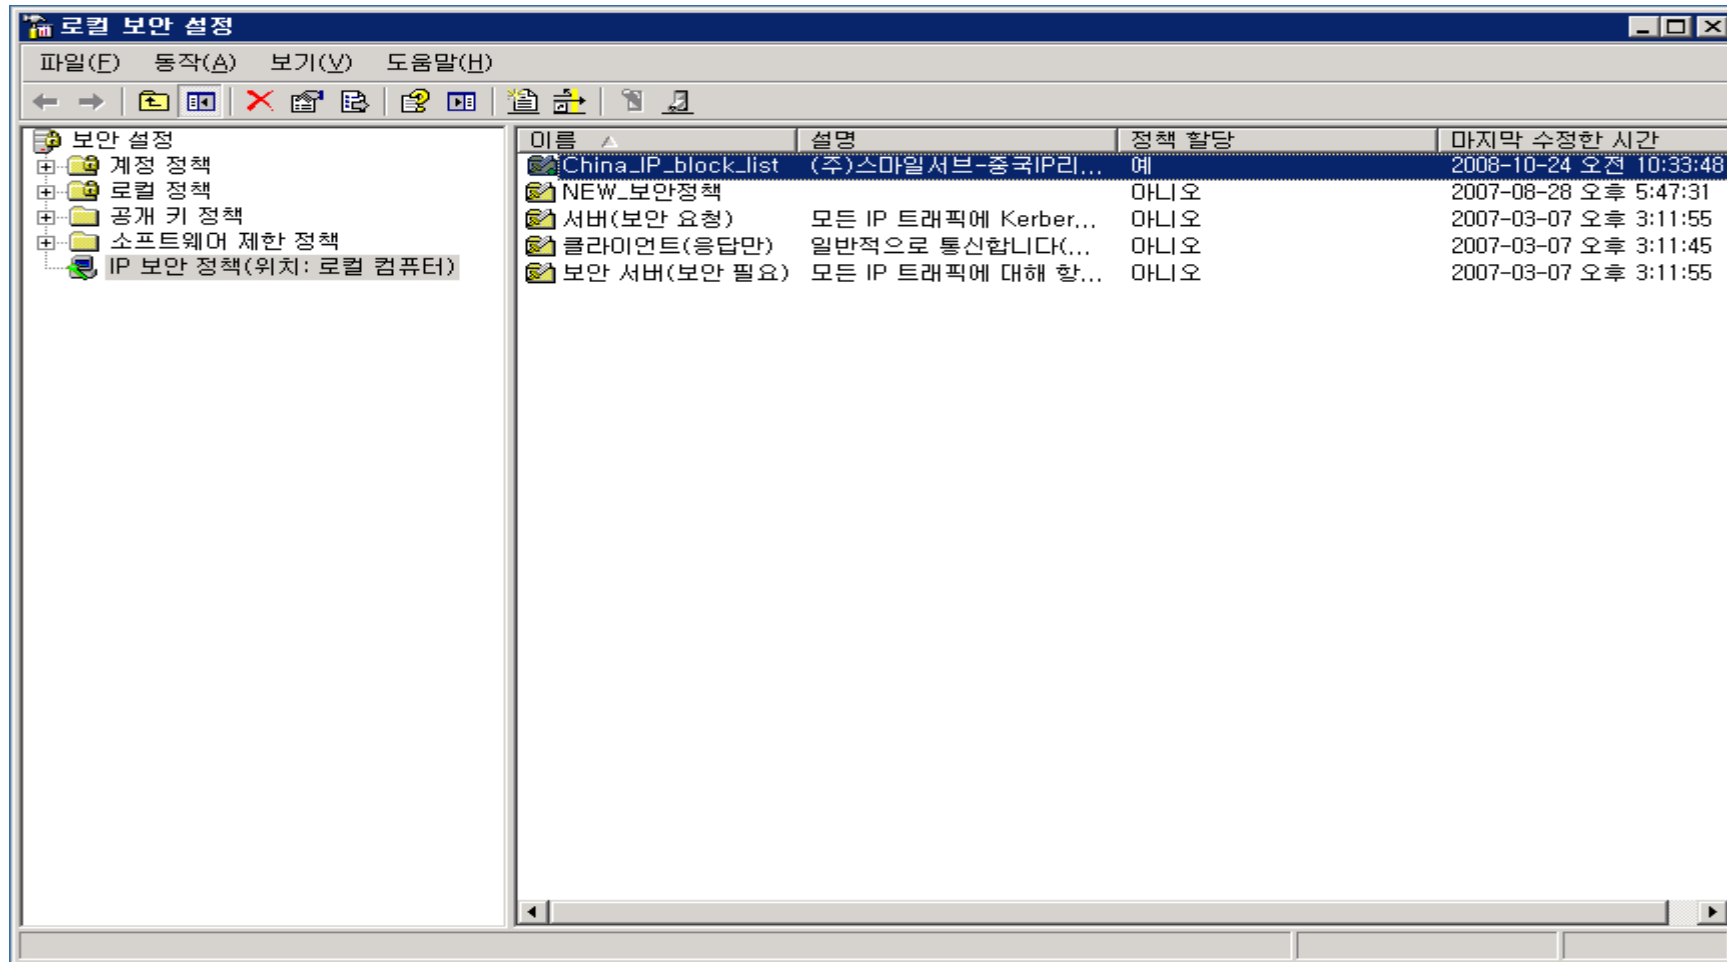 로컬 보안 설정
파일(F) 동작(A) 보기(V) 도움말(H)
보안 설정
계정 정책
로컬 정책
공개 키 정책
소프트웨어 제한 정책
IP 보안 정책(위치: 로컬 컴퓨터)
이름 설명 정책 할당 마지막 수정한 시간
China_IP_block_list (주)스마일서브-중국IP리... 예 2008-10-24 오전 10:33:48
NEW_보안정책 아니오 2007-08-28 오후 5:47:31
서버(보안 요청) 모든 IP 트래픽에 Kerber... 아니오 2007-03-07 오후 3:11:55
클라이언트(응답만) 일반적으로 통신합니다(... 아니오 2007-03-07 오후 3:11:45
보안 서버(보안 필요) 모든 IP 트래픽에 대해 항... 아니오 2007-03-07 오후 3:11:55